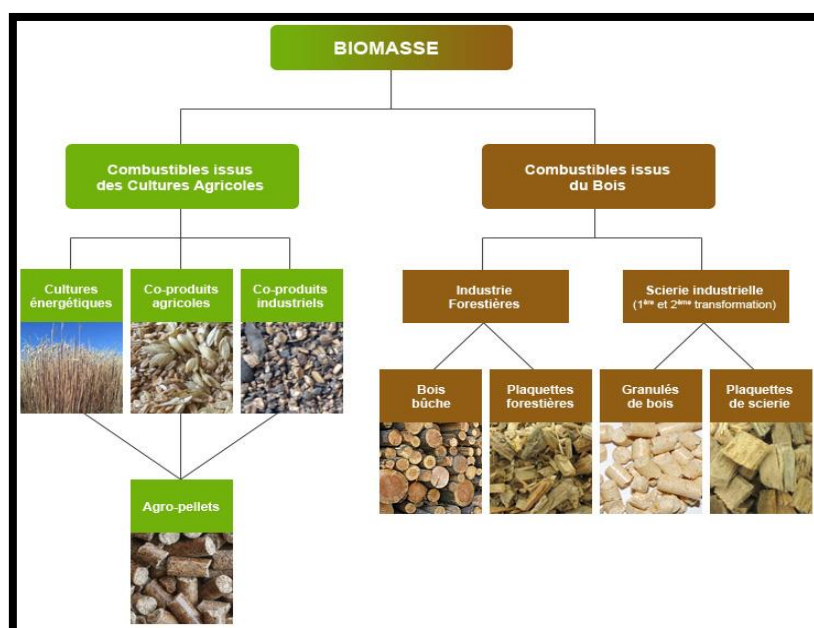 BIOMASSE
Combustibles issus
des Cultures Agricoles
Combustibles issus
du Bois
Cultures
énergétiques
Co-produits
agricoles
Co-produits
industriels
Industrie
Forestières
Scierie industrielle
(1ère et 2ème transformation)
Bois
bûche
Plaquettes
forestières
Granulés
de bois
Plaquettes
de scierie
Agro-pellets